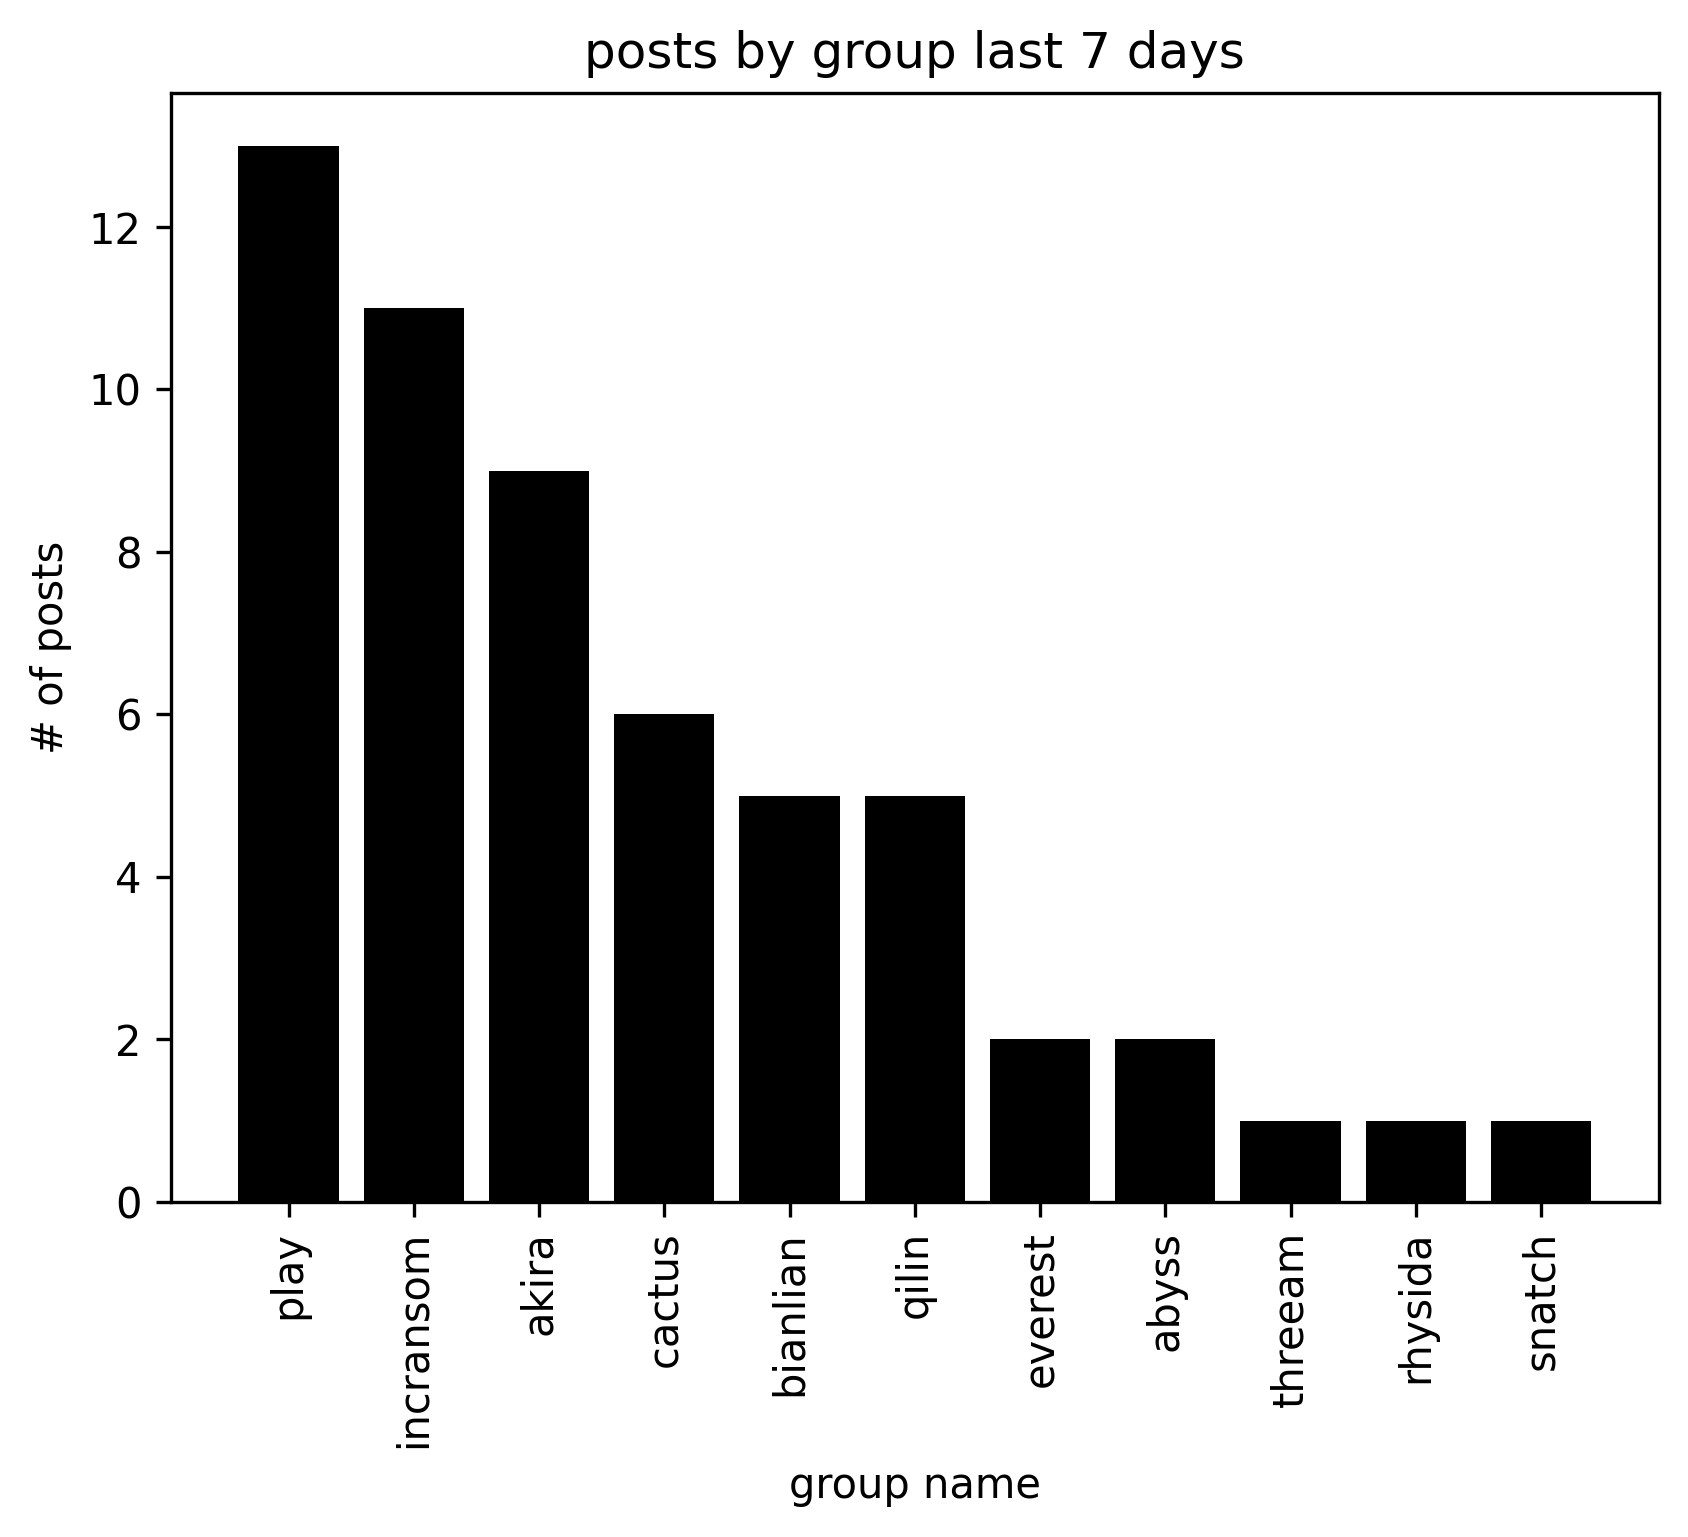 posts by group last 7 days
# of posts
12
10
8
6
4
2
0
play
incransom
akira
cactus
bianlian
qilin
everest
abyss
threeam
rhysida
snatch
group name